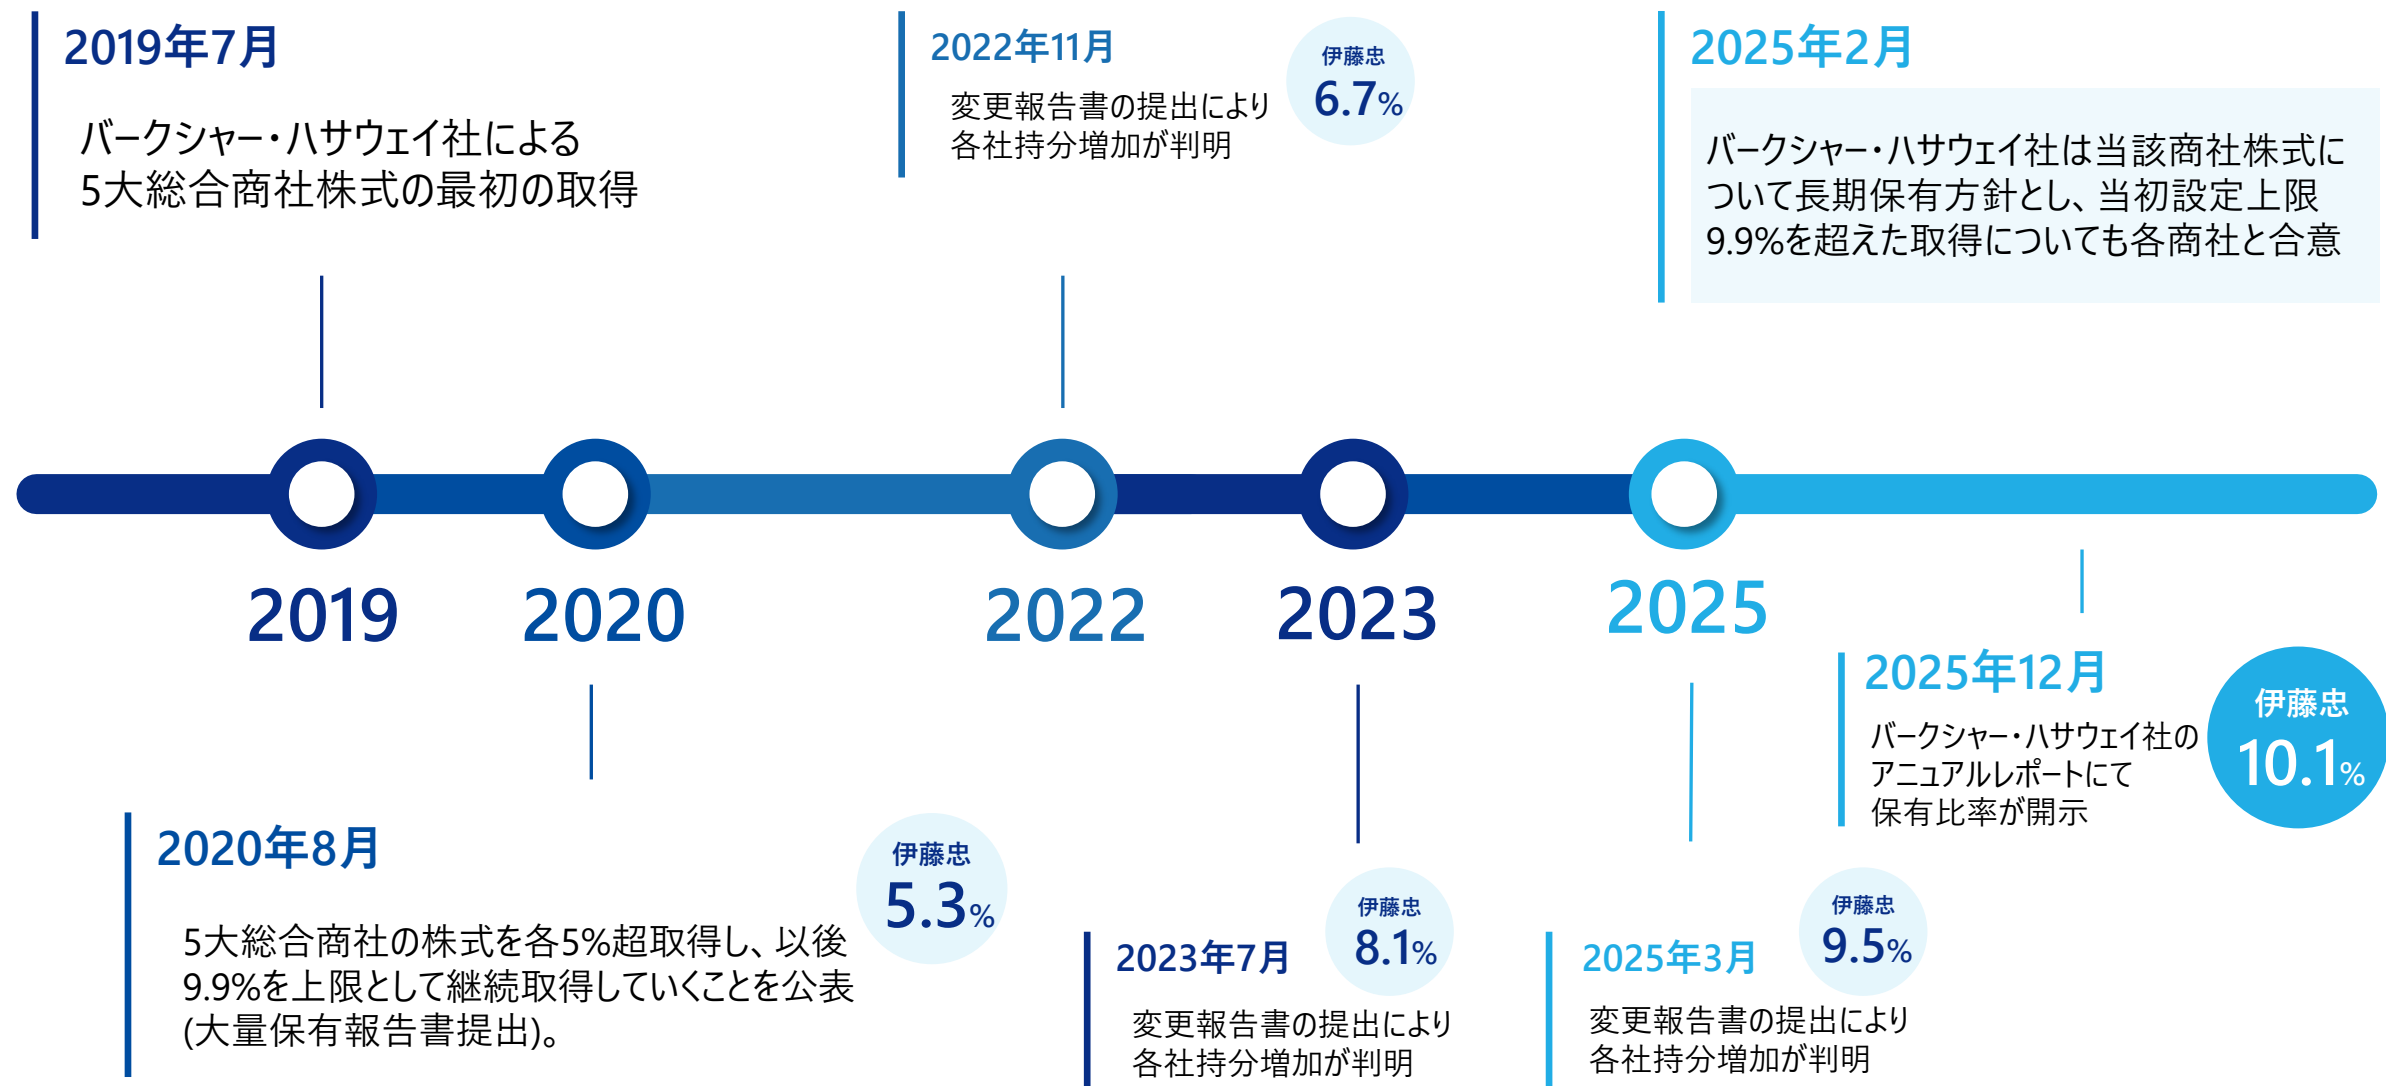 2019年7月
バークシャー・ハサウェイ社による
5大総合商社株式の最初の取得
2022年11月
変更報告書の提出により
各社持分増加が判明
伊藤忠
6.7%
2025年2月
バークシャー・ハサウェイ社は当該商社株式に
ついて長期保有方針とし、当初設定上限
9.9%を超えた取得についても各商社と合意
2019
2020
2022
2023
2025
2020年8月
5大総合商社の株式を各5%超取得し、以後
9.9%を上限として継続取得していくことを公表
(大量保有報告書提出)。
伊藤忠
5.3%
2023年7月
変更報告書の提出により
各社持分増加が判明
伊藤忠
8.1%
2025年3月
変更報告書の提出により
各社持分増加が判明
伊藤忠
9.5%
2025年12月
バークシャー・ハサウェイ社の
アニュアルレポートにて
保有比率が開示
伊藤忠
10.1%